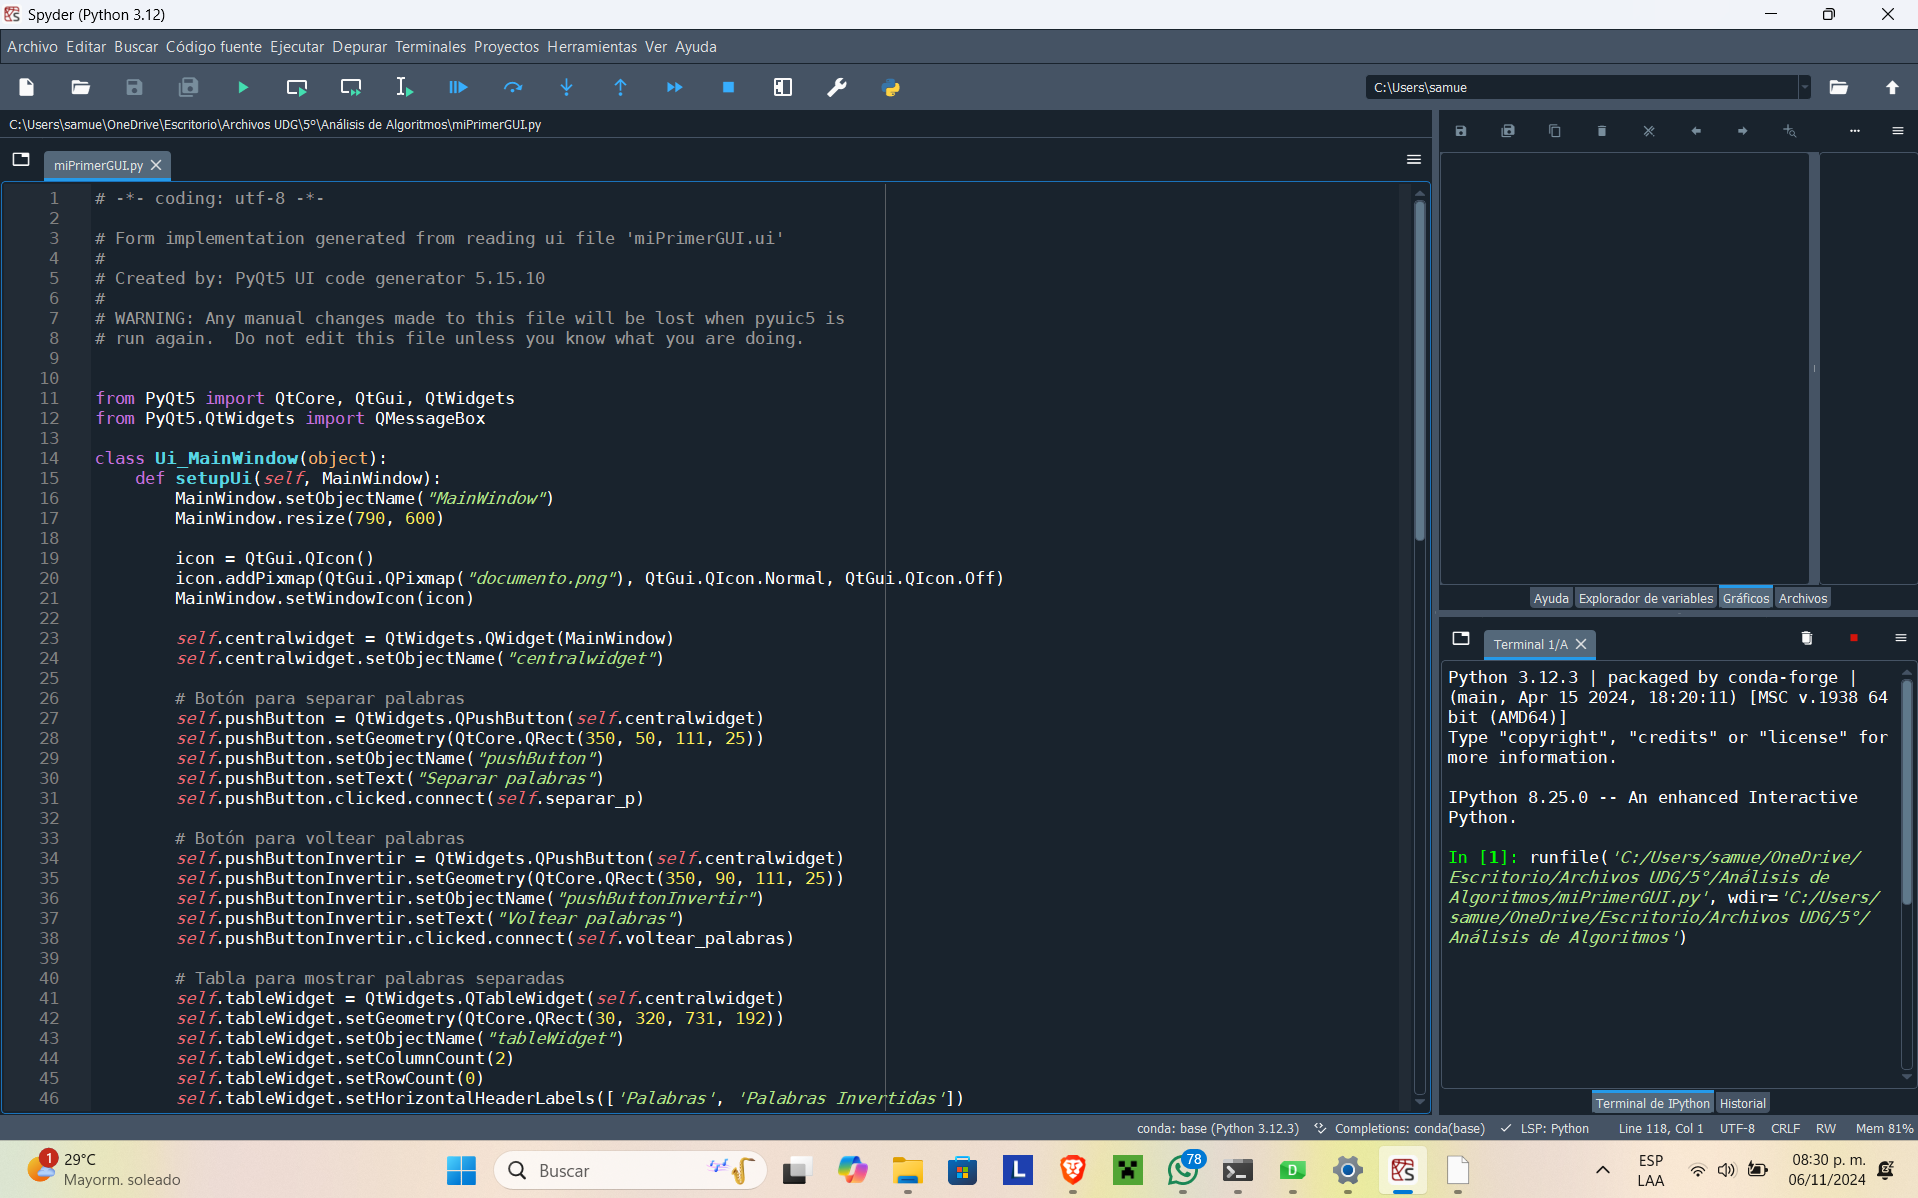 Spyder (Python 3.12)
Archivo Editar Buscar Código fuente Ejecutar Depurar Terminales Proyectos Herramientas Ver Ayuda
C:\Users\samue
C:\Users\samue\OneDrive\Escritorio\Archivos UDG\5°\Análisis de Algoritmos\miPrimerGUI.py
miPrimerGUI.py
1 # -*- coding: utf-8 -*-
2
3 # Form implementation generated from reading ui file 'miPrimerGUI.ui'
4 #
5 # Created by: PyQt5 UI code generator 5.15.10
6 #
7 # WARNING: Any manual changes made to this file will be lost when pyuic5 is
8 # run again.  Do not edit this file unless you know what you are doing.
9
10
11 from PyQt5 import QtCore, QtGui, QtWidgets
12 from PyQt5.QtWidgets import QMessageBox
13
14 class Ui_MainWindow(object):
15     def setupUi(self, MainWindow):
16         MainWindow.setObjectName("MainWindow")
17         MainWindow.resize(790, 600)
18
19         icon = QtGui.QIcon()
20         icon.addPixmap(QtGui.QPixmap("documento.png"), QtGui.QIcon.Normal, QtGui.QIcon.Off)
21         MainWindow.setWindowIcon(icon)
22
23         self.centralwidget = QtWidgets.QWidget(MainWindow)
24         self.centralwidget.setObjectName("centralwidget")
25
26         # Botón para separar palabras
27         self.pushButton = QtWidgets.QPushButton(self.centralwidget)
28         self.pushButton.setGeometry(QtCore.QRect(350, 50, 111, 25))
29         self.pushButton.setObjectName("pushButton")
30         self.pushButton.setText("Separar palabras")
31         self.pushButton.clicked.connect(self.separar_p)
32
33         # Botón para voltear palabras
34         self.pushButtonInvertir = QtWidgets.QPushButton(self.centralwidget)
35         self.pushButtonInvertir.setGeometry(QtCore.QRect(350, 90, 111, 25))
36         self.pushButtonInvertir.setObjectName("pushButtonInvertir")
37         self.pushButtonInvertir.setText("Voltear palabras")
38         self.pushButtonInvertir.clicked.connect(self.voltear_palabras)
39
40         # Tabla para mostrar palabras separadas
41         self.tableWidget = QtWidgets.QTableWidget(self.centralwidget)
42         self.tableWidget.setGeometry(QtCore.QRect(30, 320, 731, 192))
43         self.tableWidget.setObjectName("tableWidget")
44         self.tableWidget.setColumnCount(2)
45         self.tableWidget.setRowCount(0)
46         self.tableWidget.setHorizontalHeaderLabels(['Palabras', 'Palabras Invertidas'])
Ayuda Explorador de variables Gráficos Archivos
Terminal 1/A
Python 3.12.3 | packaged by conda-forge |
(main, Apr 15 2024, 18:20:11) [MSC v.1938 64
bit (AMD64)]
Type "copyright", "credits" or "license" for
more information.
IPython 8.25.0 -- An enhanced Interactive
Python.
In [1]: runfile('C:/Users/samue/OneDrive/
Escritorio/Archivos UDG/5°/Análisis de
Algoritmos/miPrimerGUI.py', wdir='C:/Users/
samue/OneDrive/Escritorio/Archivos UDG/5°/
Análisis de Algoritmos')
Terminal de IPython Historial
conda: base (Python 3.12.3) Completions: conda(base) LSP: Python Line 118, Col 1 UTF-8 CRLF RW Mem 81%
1
29°C
Mayorm. soleado
Buscar
L
78
D
ESP
LAA
08:30 p. m.
06/11/2024